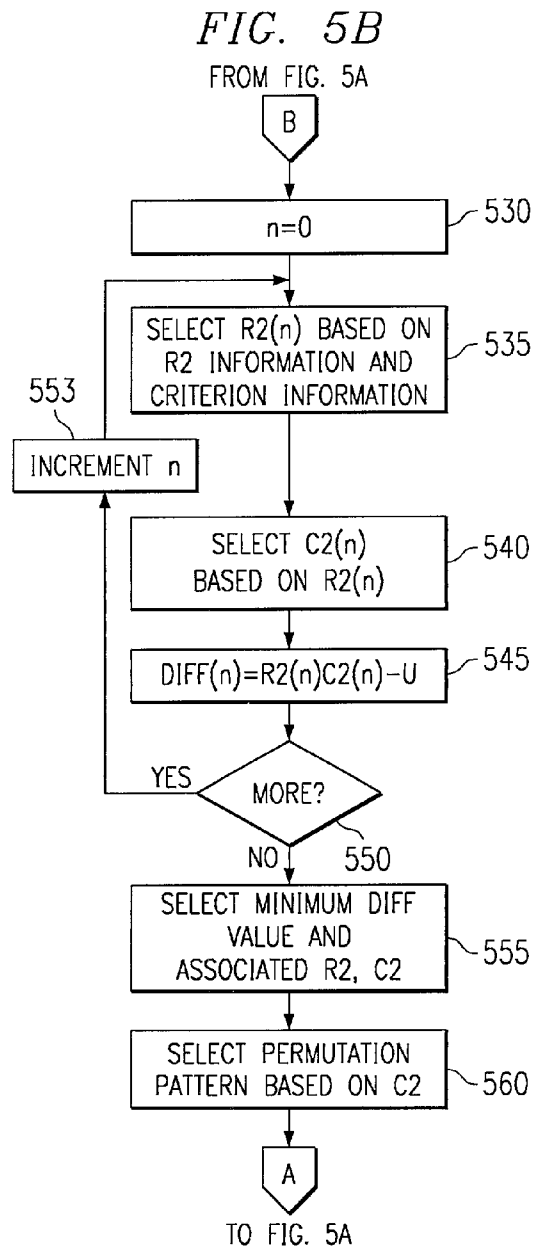 FIG. 5B
FROM FIG. 5A
B
n=0
530
SELECT R2(n) BASED ON
R2 INFORMATION AND
CRITERION INFORMATION
535
553
INCREMENT n
SELECT C2(n)
BASED ON R2(n)
540
DIFF(n)=R2(n)C2(n)-U
545
YES
MORE?
550
NO
SELECT MINIMUM DIFF
VALUE AND
ASSOCIATED R2, C2
555
SELECT PERMUTATION
PATTERN BASED ON C2
560
A
TO FIG. 5A